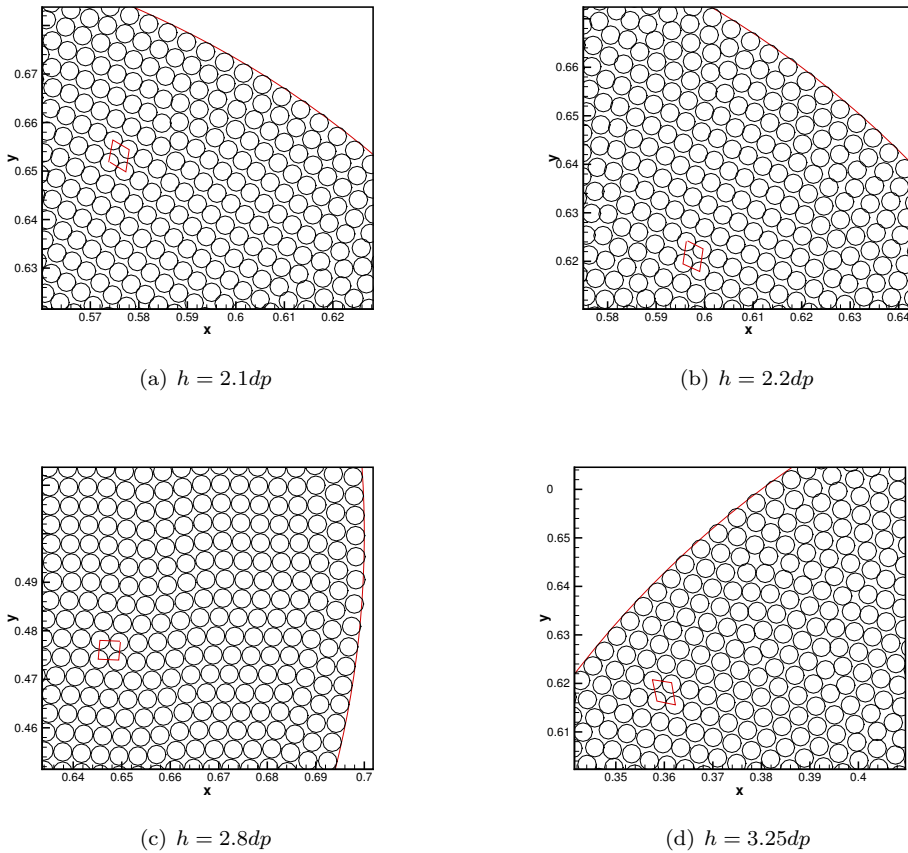 y
0.67
0.66
0.65
0.64
0.63
0.57 0.58 0.59 0.6 0.61 0.62
x
(a) h = 2.1dp
y
0.66
0.65
0.64
0.63
0.62
0.58 0.59 0.6 0.61 0.62 0.63 0.64
x
(b) h = 2.2dp
y
0.49
0.48
0.47
0.46
0.64 0.65 0.66 0.67 0.68 0.69 0.7
x
(c) h = 2.8dp
0
y
0.65
0.64
0.63
0.62
0.61
0.35 0.36 0.37 0.38 0.39 0.4
x
(d) h = 3.25dp